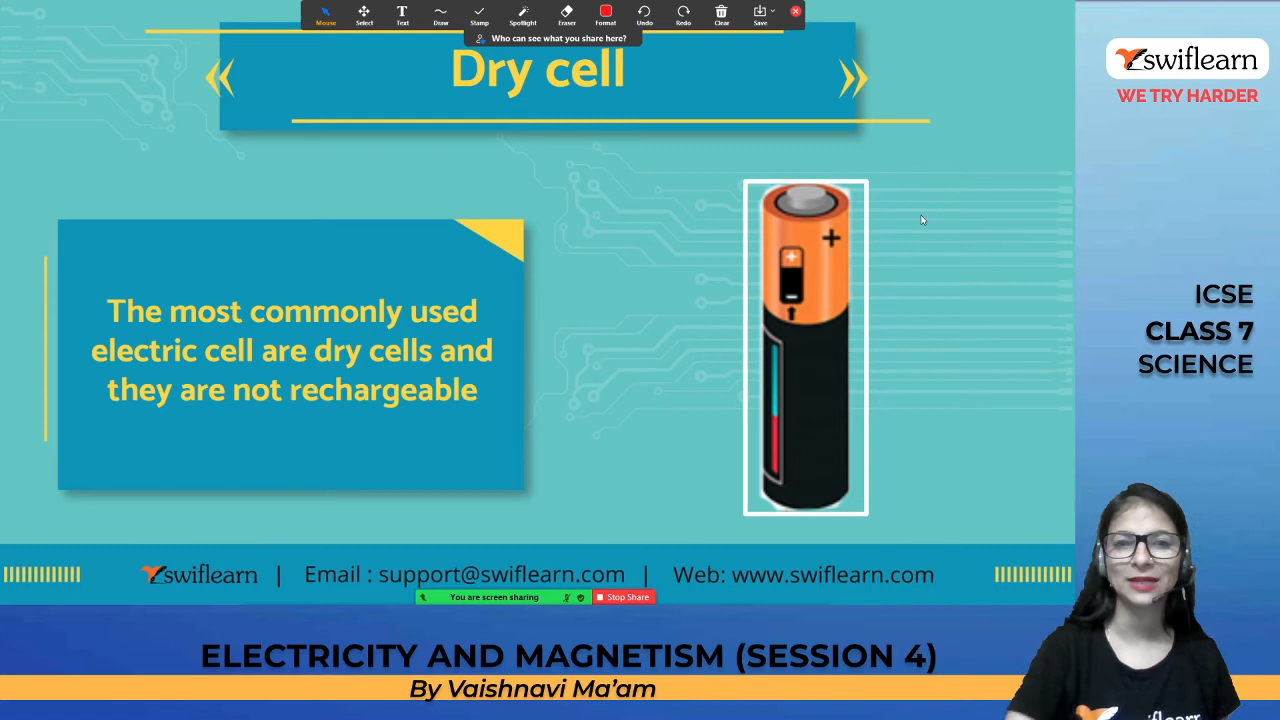 Mouse Select Text Draw Stamp Spotlight Eraser Format Undo Redo Clear Save
Who can see what you share here?
Dry cell
swiflearn
WE TRY HARDER
The most commonly used
electric cell are dry cells and
they are not rechargeable
ICSE
CLASS 7
SCIENCE
swiflearn | Email : support@swiflearn.com | Web: www.swiflearn.com
You are screen sharing Stop Share
ELECTRICITY AND MAGNETISM (SESSION 4)
By Vaishnavi Ma'am
swiflearn